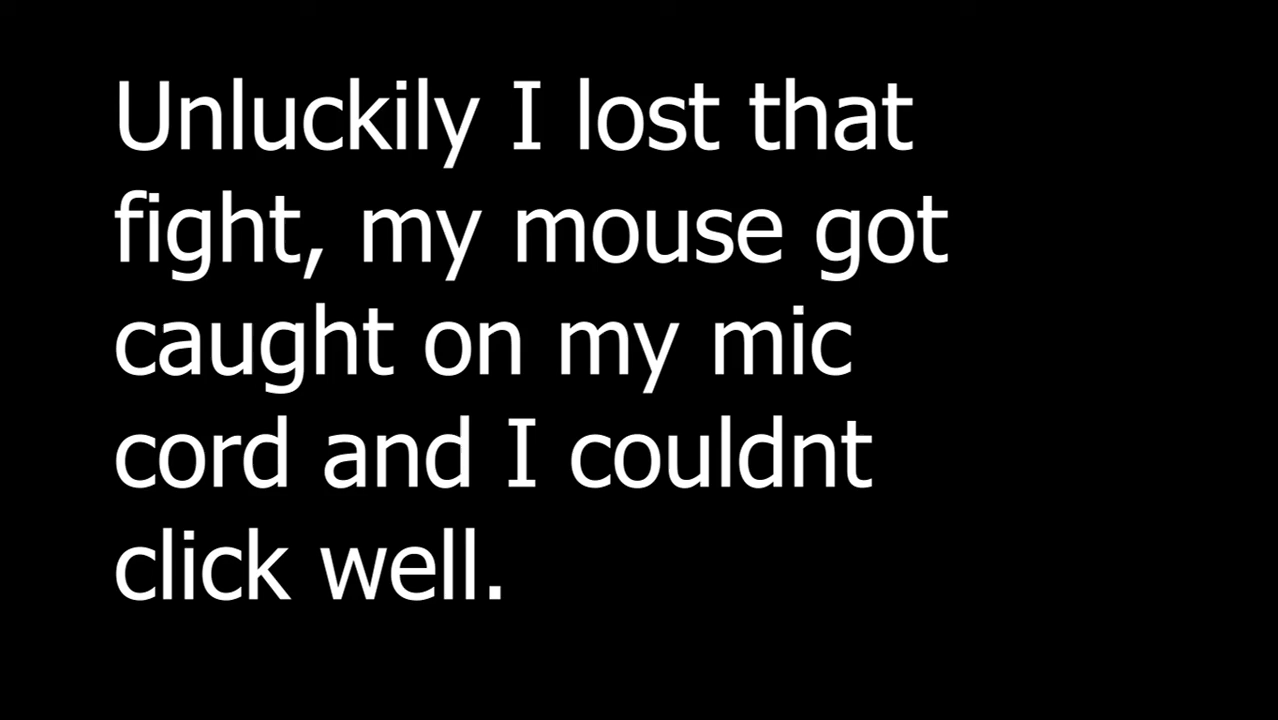 Unluckily I lost that
fight, my mouse got
caught on my mic
cord and I couldnt
click well.